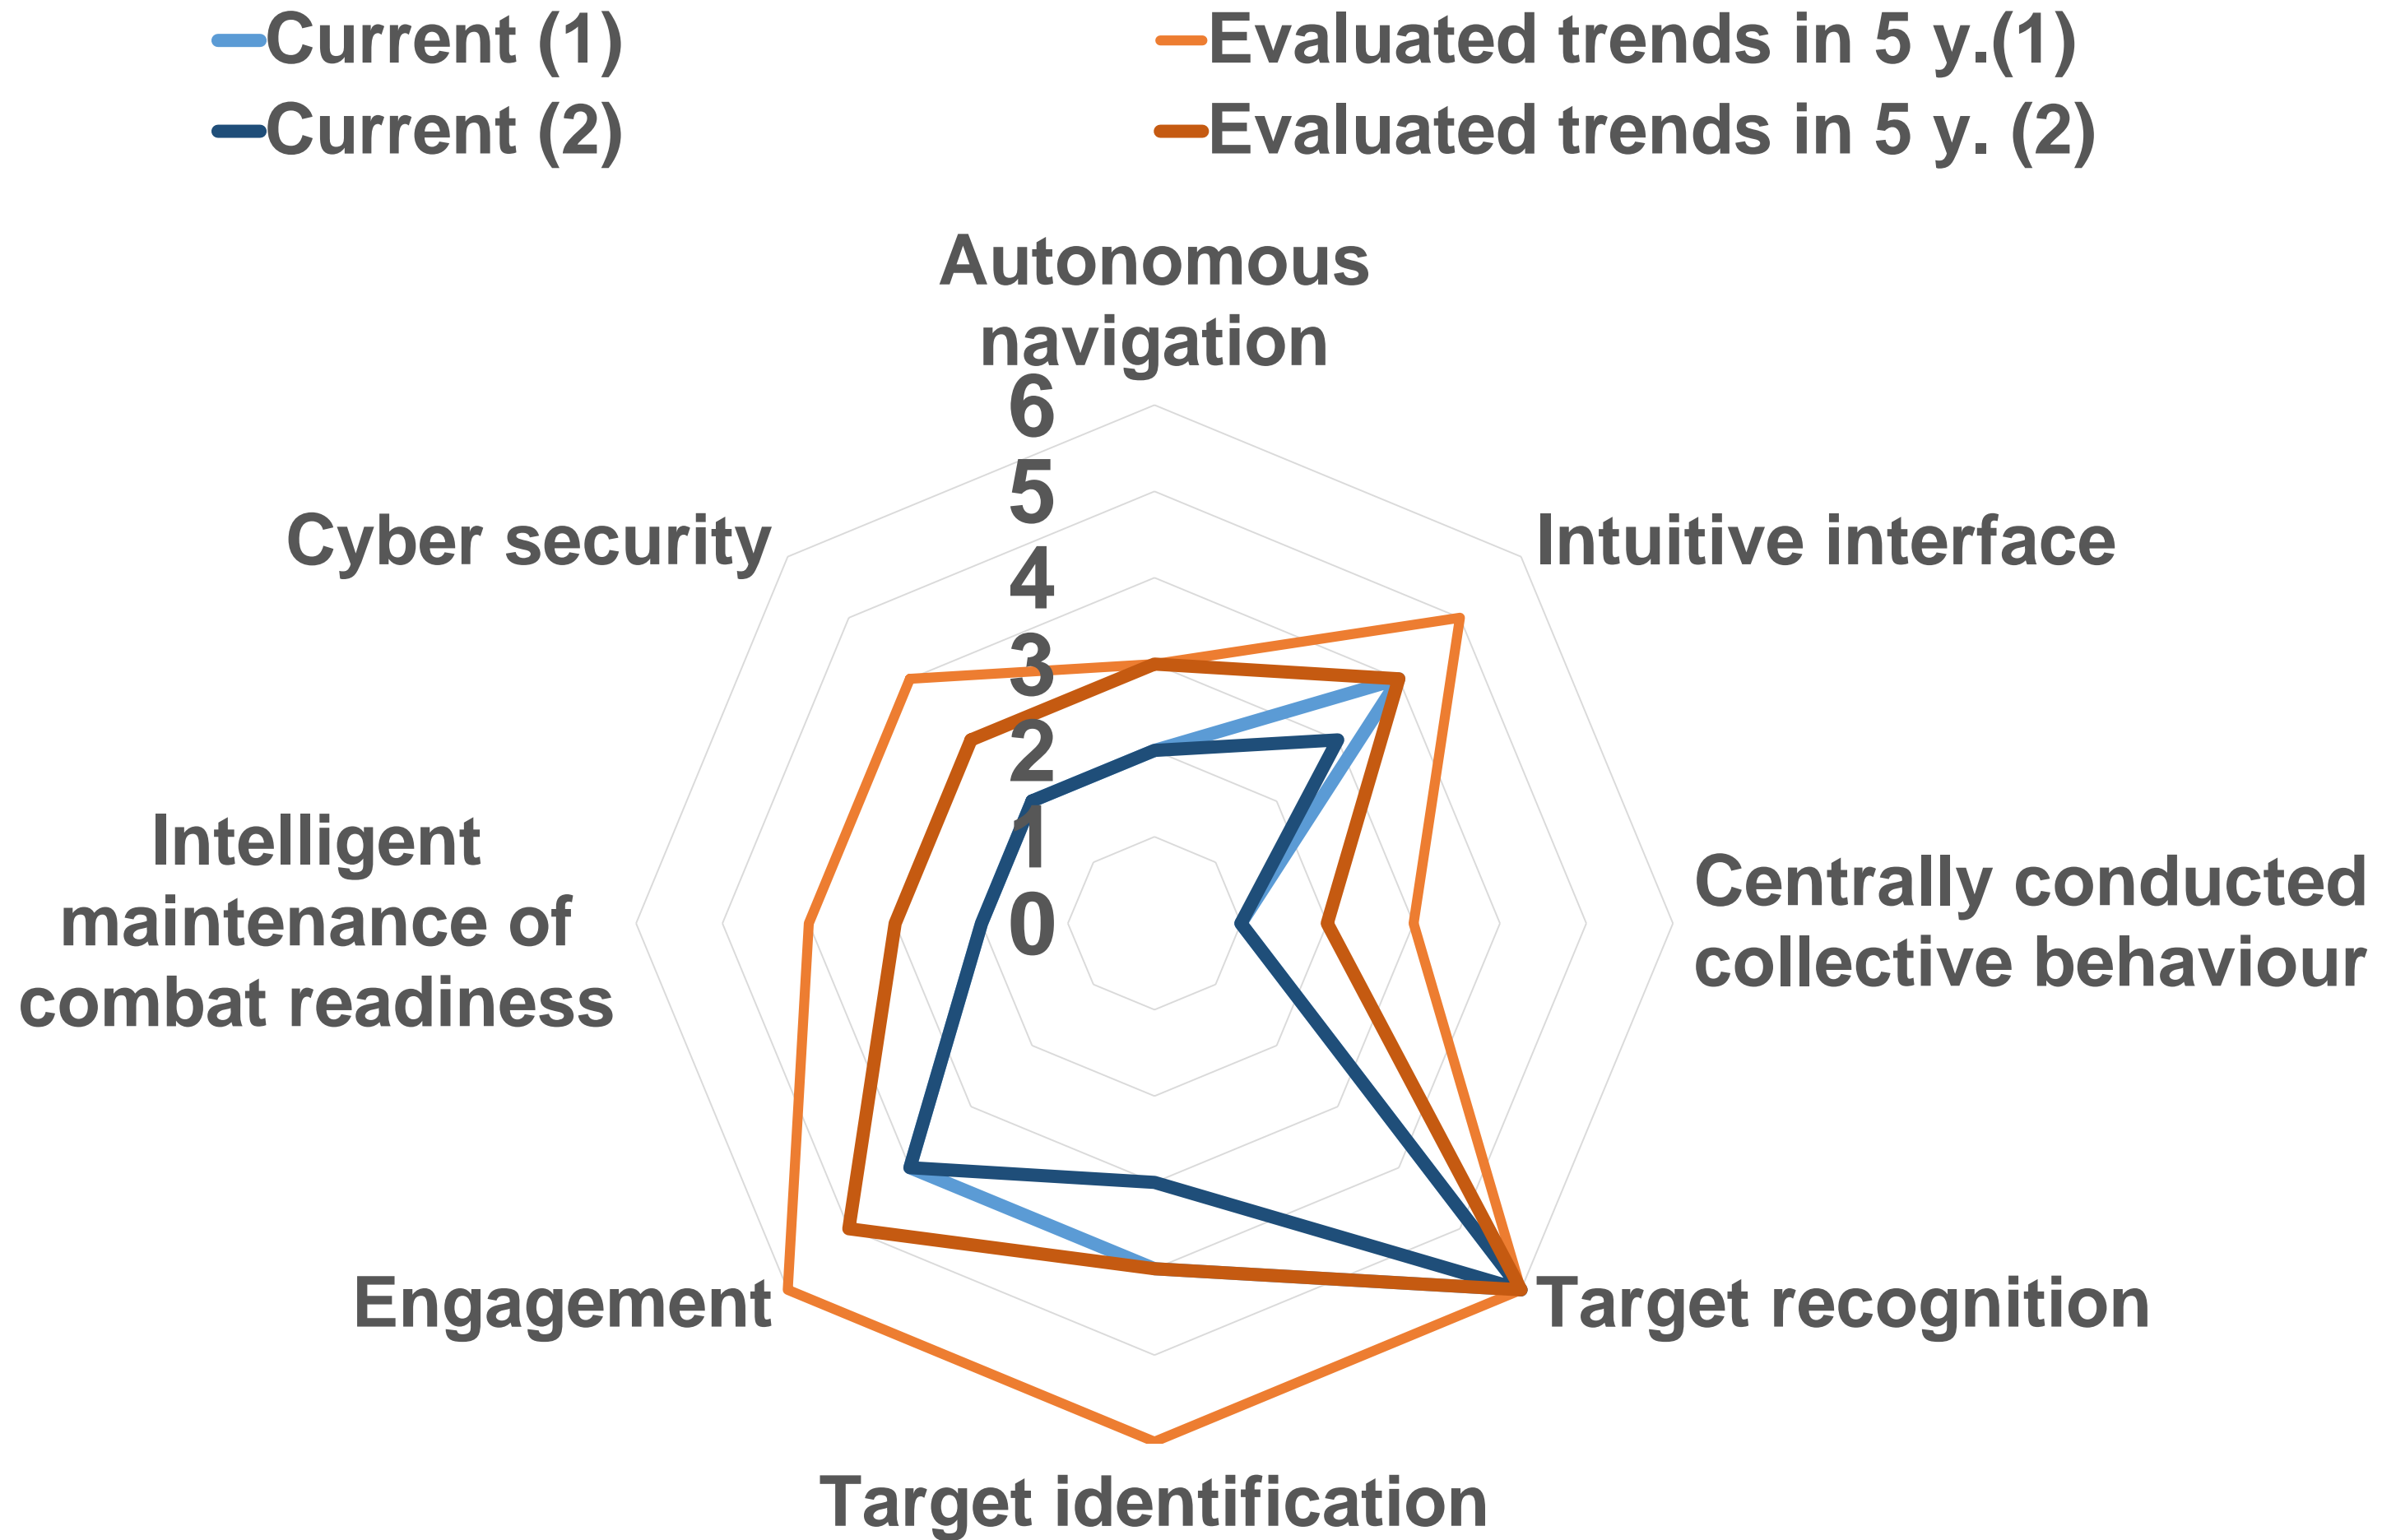 Current (1)
Evaluated trends in 5 y.(1)
Current (2)
Evaluated trends in 5 y. (2)
Autonomous
navigation
6
5
4
3
2
1
0
Cyber security
Intuitive interface
Intelligent
maintenance of
combat readiness
Centrally conducted
collective behaviour
Engagement
Target recognition
Target identification